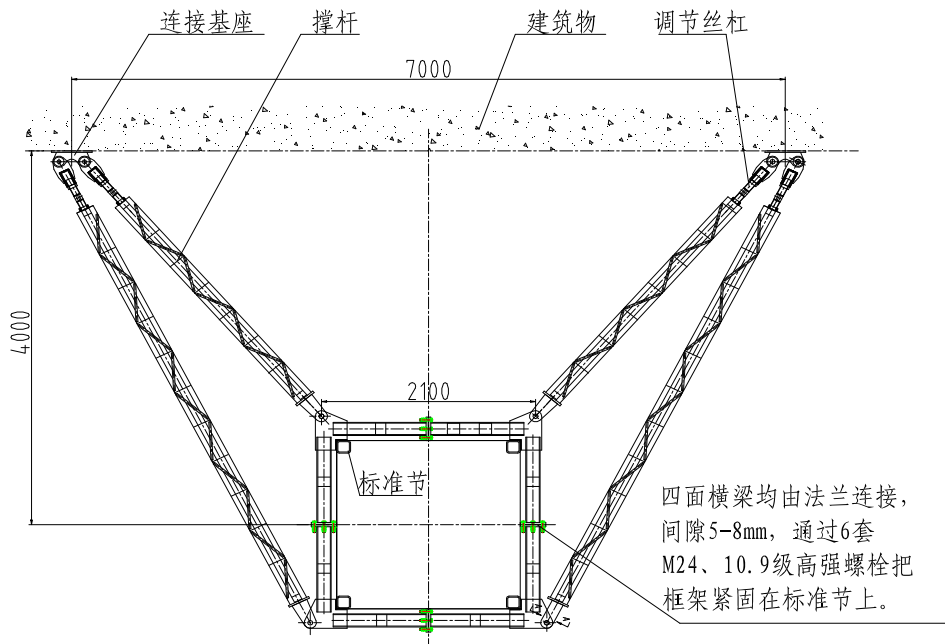 连接基座
撑杆
建筑物
调节丝杠
7000
4000
2100
标准节
四面横梁均由法兰连接，
间隙5-8mm，通过6套
M24、10.9级高强螺栓把
框架紧固在标准节上。